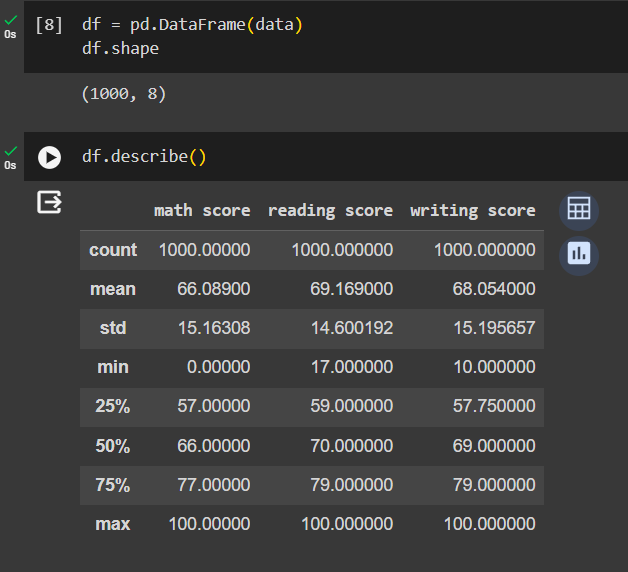 [8] df = pd.DataFrame(data)
0s df.shape
(1000, 8)
df.describe()
0s
math score reading score writing score
count 1000.00000 1000.000000 1000.000000
mean 66.08900 69.169000 68.054000
std 15.16308 14.600192 15.195657
min 0.00000 17.000000 10.000000
25% 57.00000 59.000000 57.750000
50% 66.00000 70.000000 69.000000
75% 77.00000 79.000000 79.000000
max 100.00000 100.000000 100.000000